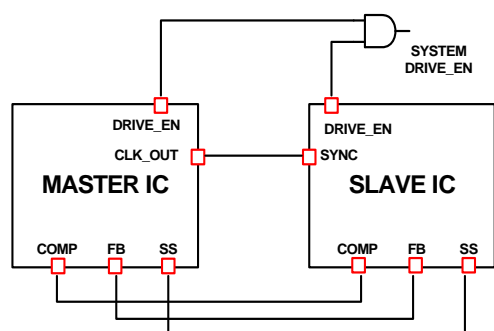 SYSTEM
DRIVE_EN
DRIVE_EN
DRIVE_EN
CLK_OUT
SYNC
MASTER IC
SLAVE IC
COMP
FB
SS
COMP
FB
SS